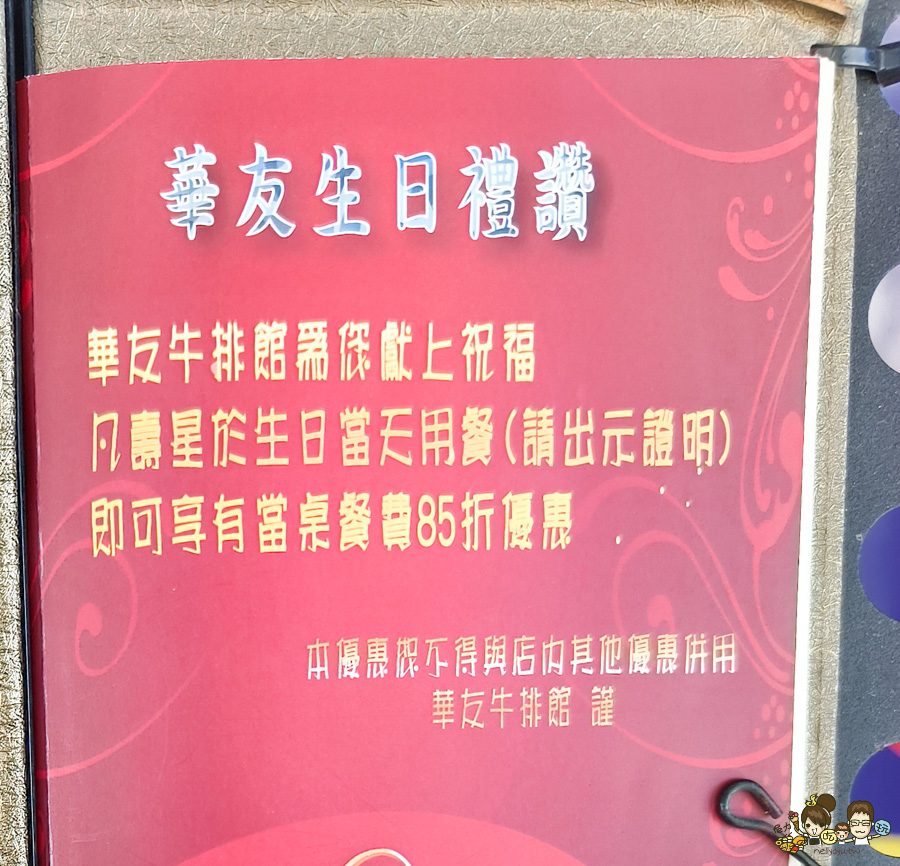 華友生日禮讚
華友牛排館為您獻上祝福
凡壽星於生日當天用餐(請出示證明)
即可享有當桌餐費85折優惠
本優惠恕不得與店內其他優惠併用
華友牛排館 謹